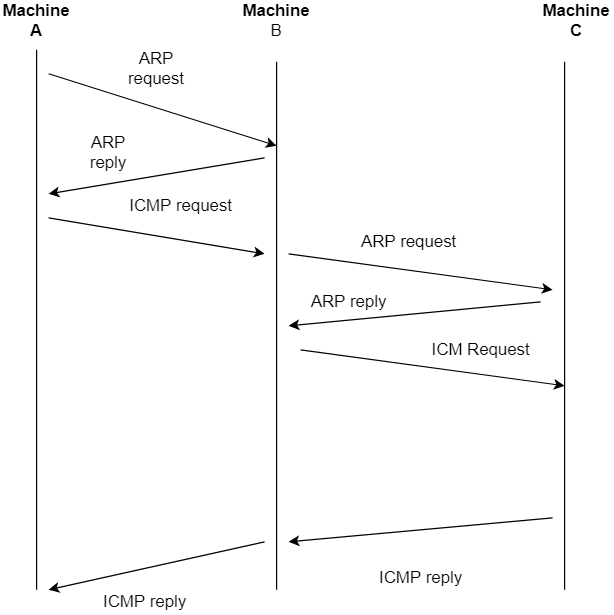 Machine
A
Machine
B
Machine
C
ARP
request
ARP
reply
ICMP request
ARP request
ARP reply
ICM Request
ICMP reply
ICMP reply